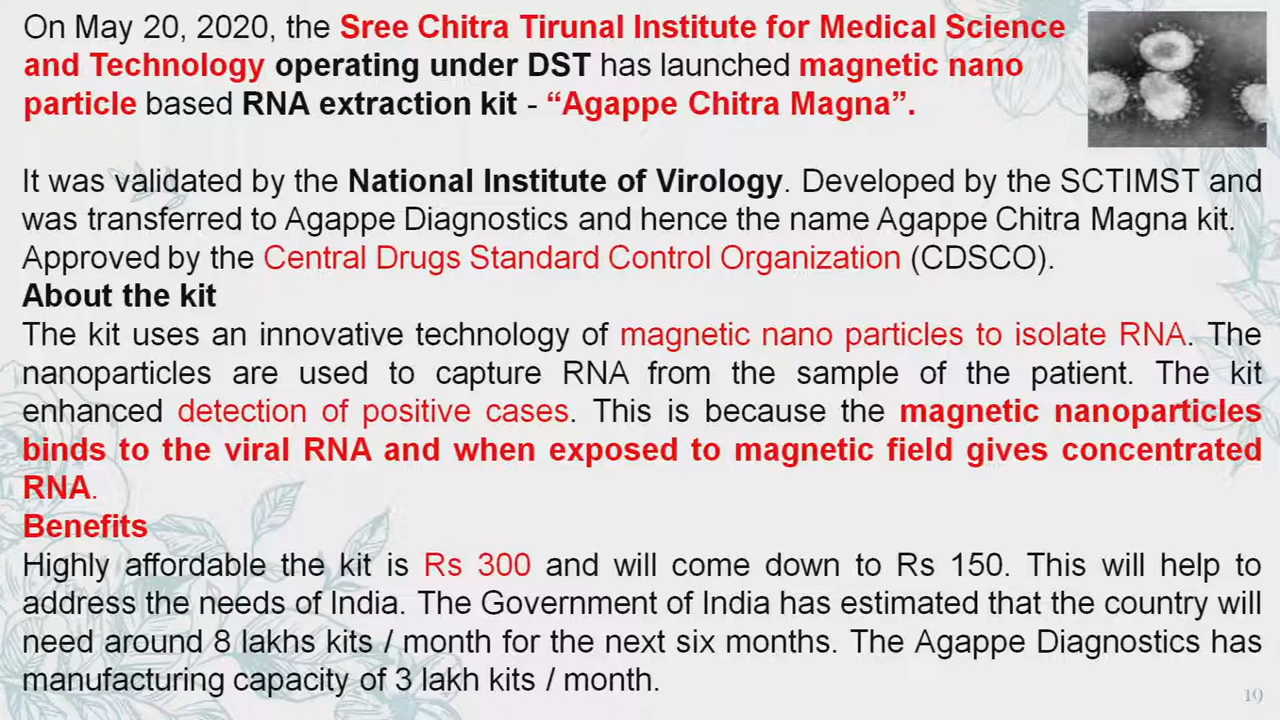 On May 20, 2020, the Sree Chitra Tirunal Institute for Medical Science
and Technology operating under DST has launched magnetic nano
particle based RNA extraction kit - “Agappe Chitra Magna”.
It was validated by the National Institute of Virology. Developed by the SCTIMST and
was transferred to Agappe Diagnostics and hence the name Agappe Chitra Magna kit.
Approved by the Central Drugs Standard Control Organization (CDSCO).
About the kit
The kit uses an innovative technology of magnetic nano particles to isolate RNA. The
nanoparticles are used to capture RNA from the sample of the patient. The kit
enhanced detection of positive cases. This is because the magnetic nanoparticles
binds to the viral RNA and when exposed to magnetic field gives concentrated
RNA.
Benefits
Highly affordable the kit is Rs 300 and will come down to Rs 150. This will help to
address the needs of India. The Government of India has estimated that the country will
need around 8 lakhs kits / month for the next six months. The Agappe Diagnostics has
manufacturing capacity of 3 lakh kits / month.
19